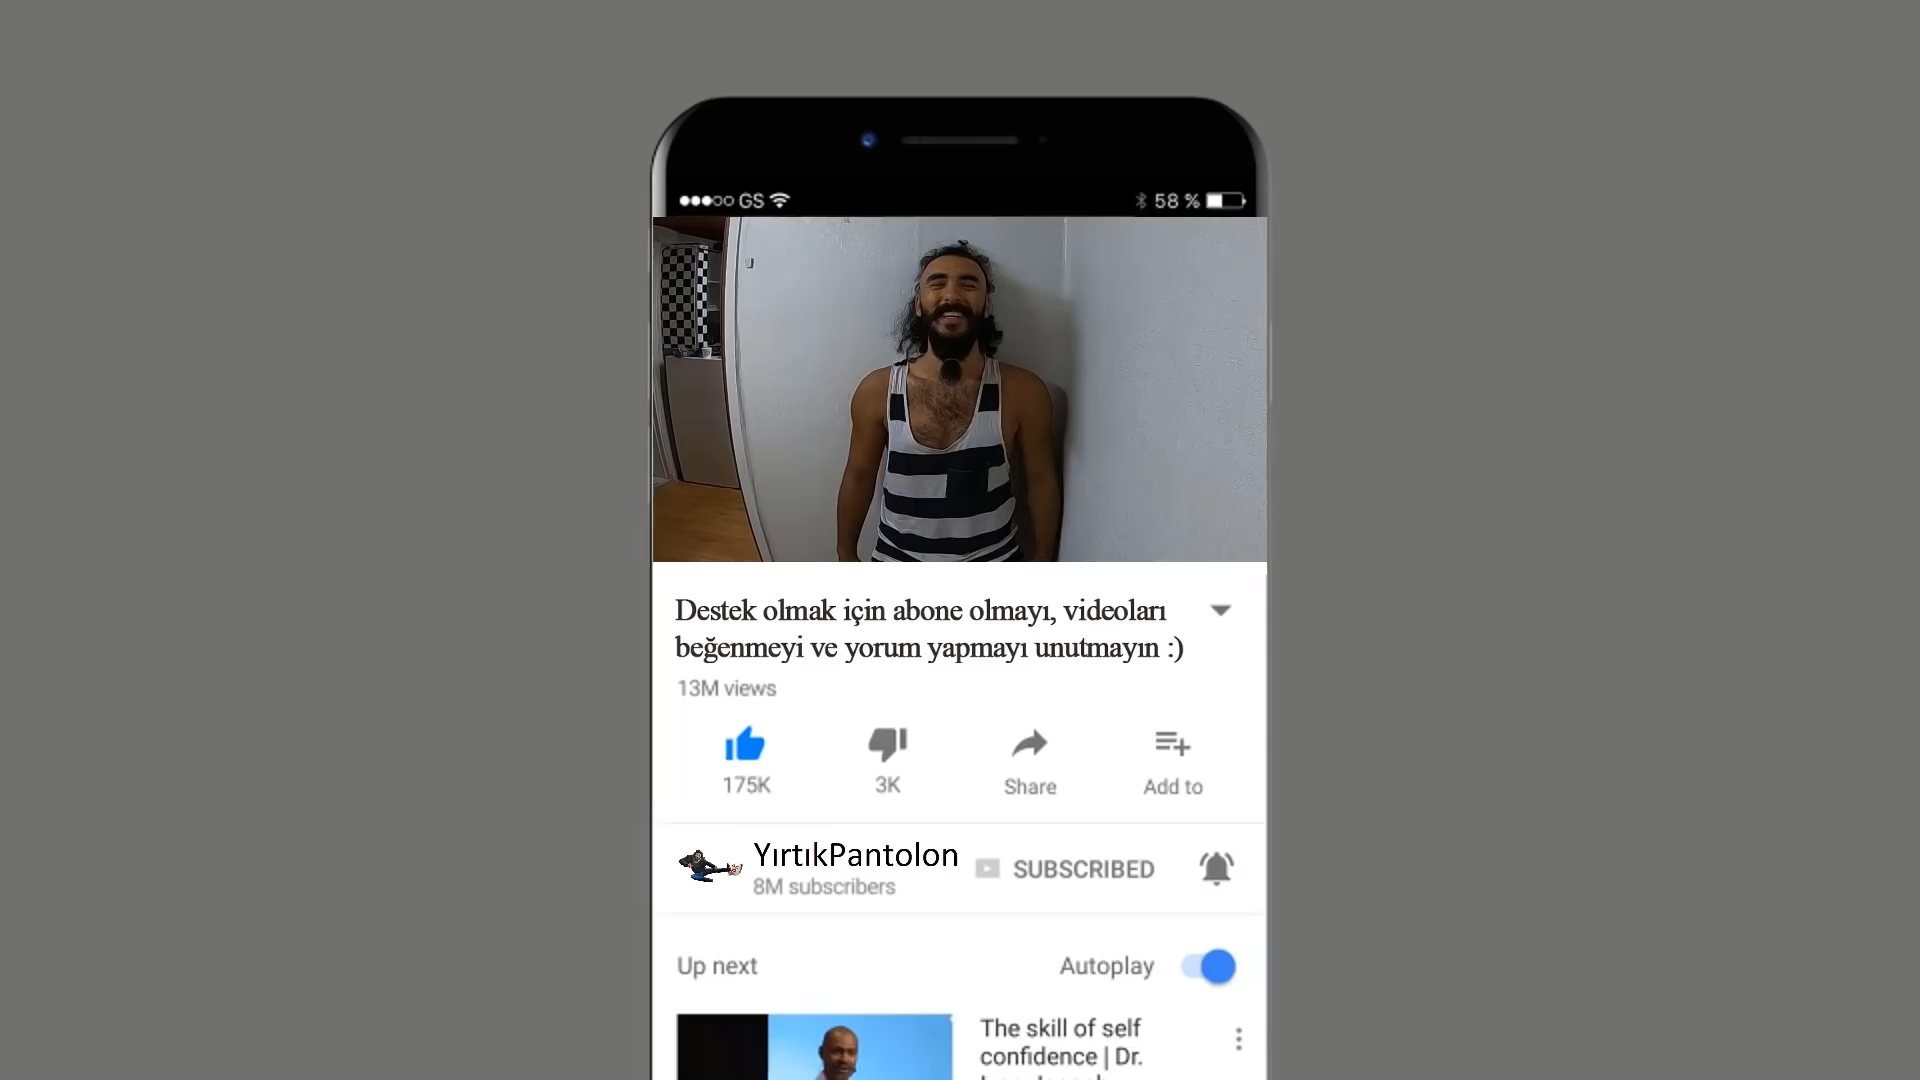 GS 58 %
Destek olmak için abone olmayı, videoları
beğenmeyi ve yorum yapmayı unutmayın :)
13M views
175K 3K Share Add to
YırtıkPantolon SUBSCRIBED
8M subscribers
Up next Autoplay
The skill of self
confidence | Dr.